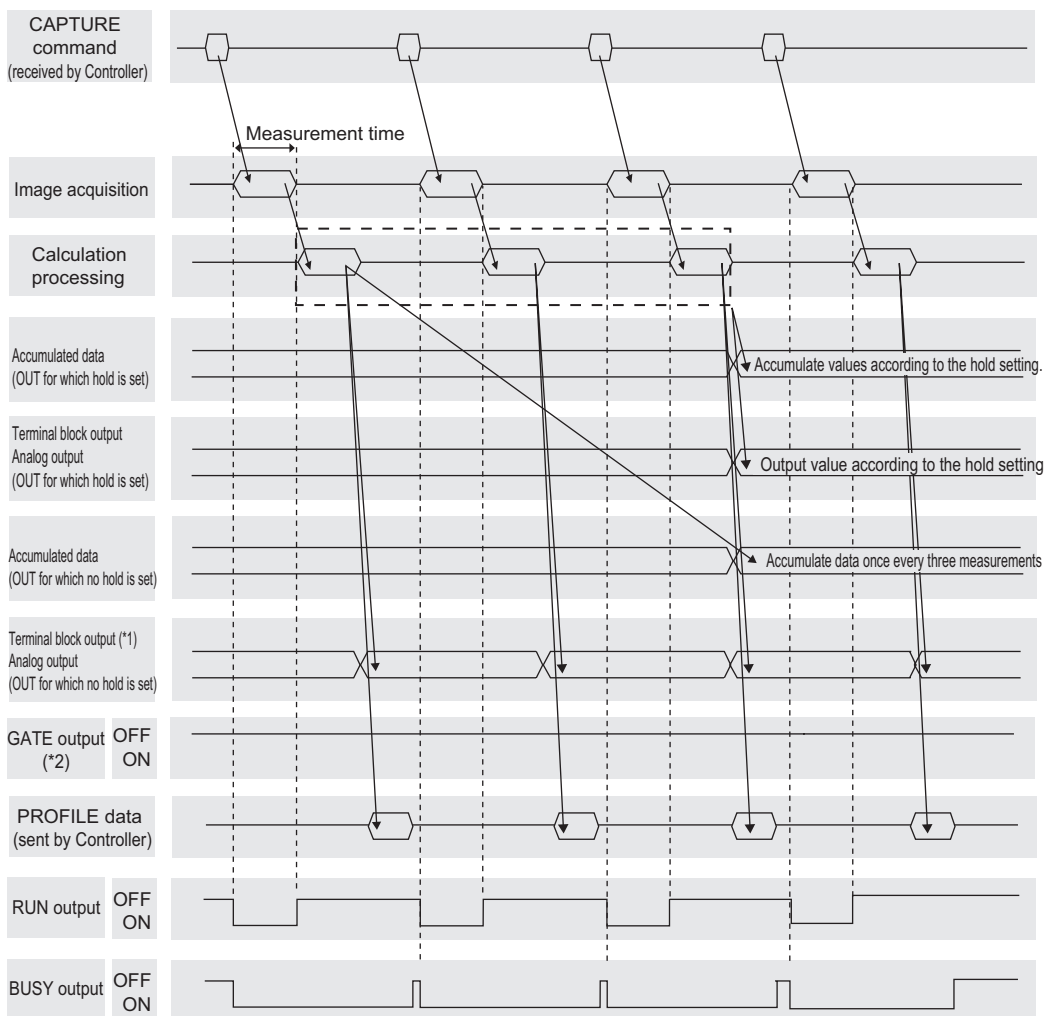 CAPTURE
command
(received by Controller)
Measurement time
Image acquisition
Calculation
processing
Accumulated data
(OUT for which hold is set)
Accumulate values according to the hold setting.
Terminal block output
Analog output
(OUT for which hold is set)
Output value according to the hold setting
Accumulated data
(OUT for which no hold is set)
Accumulate data once every three measurements
Terminal block output (*1)
Analog output
(OUT for which no hold is set)
GATE output
(*2)
OFF
ON
PROFILE data
(sent by Controller)
RUN output
OFF
ON
BUSY output
OFF
ON